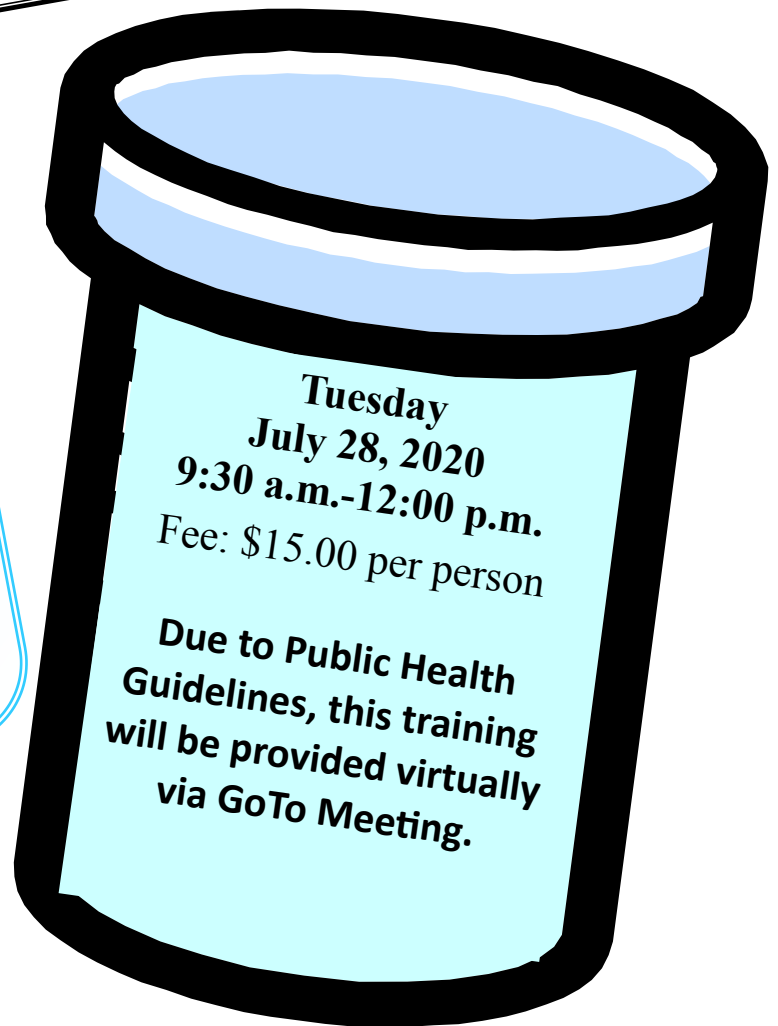 Tuesday
July 28, 2020
9:30 a.m.-12:00 p.m.
Fee: $15.00 per person
Due to Public Health
Guidelines, this training
will be provided virtually
via GoTo Meeting.